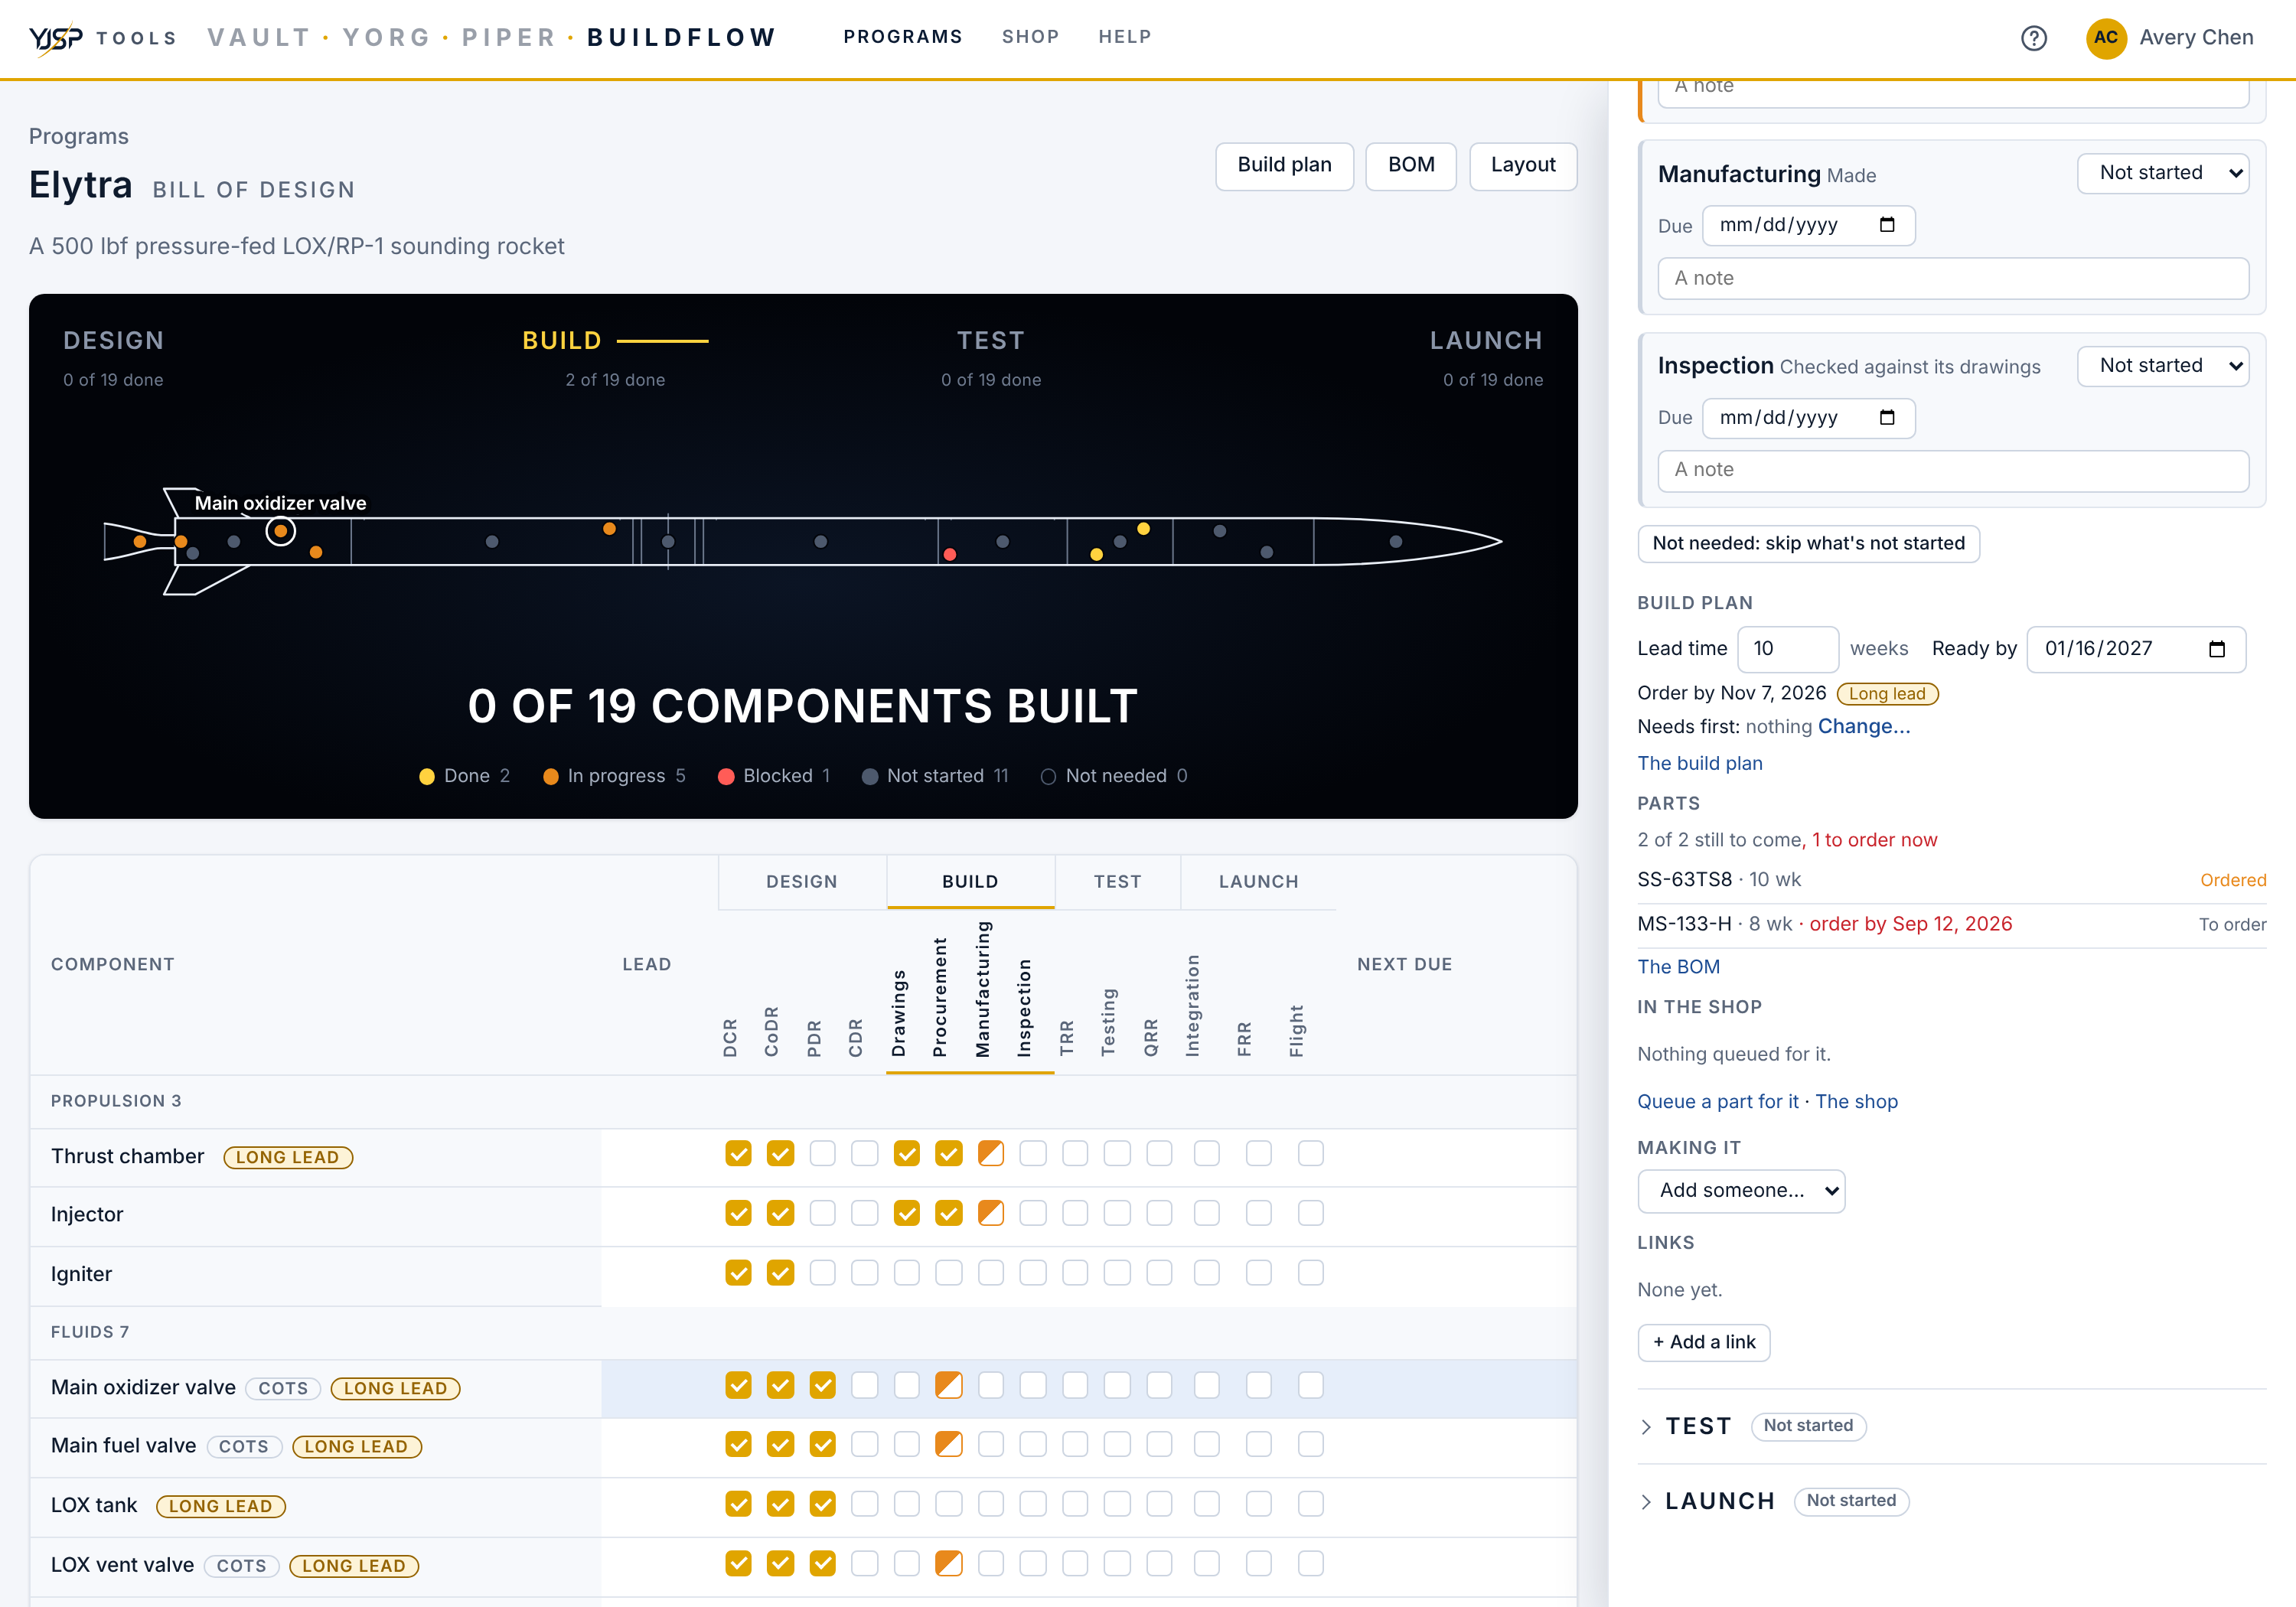 YJSP TOOLS VAULT · YORG · PIPER · BUILDFLOW PROGRAMS SHOP HELP ? AC Avery Chen
Programs
Elytra BILL OF DESIGN
A 500 lbf pressure-fed LOX/RP-1 sounding rocket
Build plan BOM Layout
DESIGN BUILD TEST LAUNCH
0 of 19 done 2 of 19 done 0 of 19 done 0 of 19 done
Main oxidizer valve
0 OF 19 COMPONENTS BUILT
Done 2 In progress 5 Blocked 1 Not started 11 Not needed 0
DESIGN BUILD TEST LAUNCH
COMPONENT LEAD DCR CoDR PDR CDR Drawings Procurement Manufacturing Inspection TRR Testing QRR Integration FRR Flight NEXT DUE
PROPULSION 3
Thrust chamber LONG LEAD
Injector
Igniter
FLUIDS 7
Main oxidizer valve COTS LONG LEAD
Main fuel valve COTS LONG LEAD
LOX tank LONG LEAD
LOX vent valve COTS LONG LEAD
A note
Manufacturing Made Not started
Due mm/dd/yyyy
A note
Inspection Checked against its drawings Not started
Due mm/dd/yyyy
A note
Not needed: skip what's not started
BUILD PLAN
Lead time 10 weeks Ready by 01/16/2027
Order by Nov 7, 2026 Long lead
Needs first: nothing Change...
The build plan
PARTS
2 of 2 still to come, 1 to order now
SS-63TS8 · 10 wk Ordered
MS-133-H · 8 wk · order by Sep 12, 2026 To order
The BOM
IN THE SHOP
Nothing queued for it.
Queue a part for it · The shop
MAKING IT
Add someone...
LINKS
None yet.
+ Add a link
TEST Not started
LAUNCH Not started